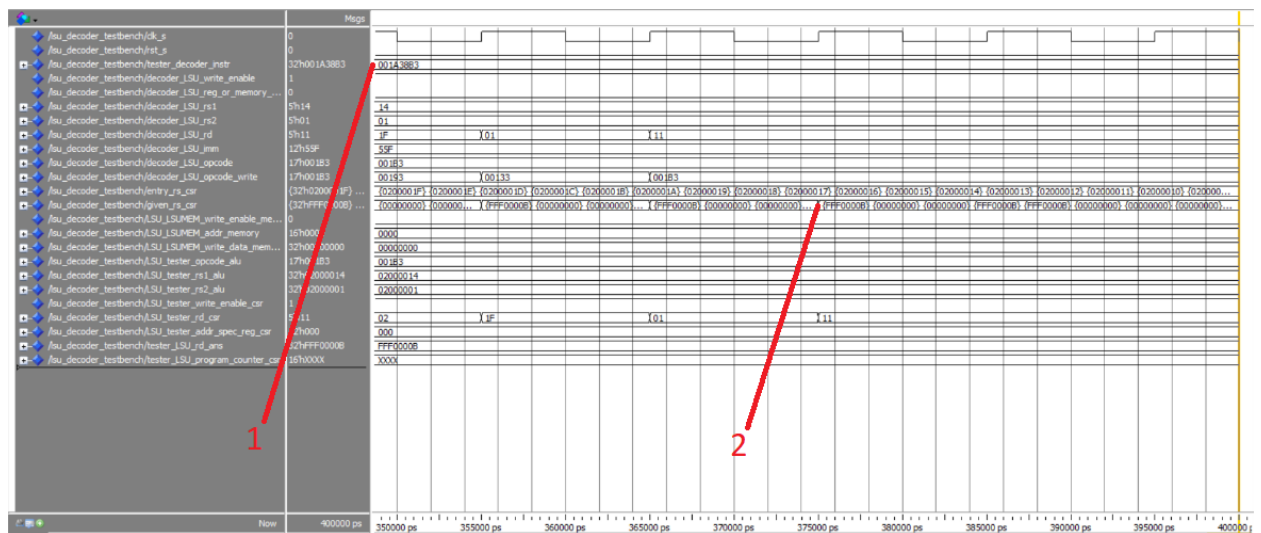 Msgs
/lsu_decoder_testbench/clk_s 0
/lsu_decoder_testbench/rst_s 0
/lsu_decoder_testbench/tester_decoder_instr 32'h001A38B3 001A38B3
/lsu_decoder_testbench/decoder_LSU_write_enable 1
/lsu_decoder_testbench/decoder_LSU_reg_or_memory_... 0
/lsu_decoder_testbench/decoder_LSU_rs1 5'h14 14
/lsu_decoder_testbench/decoder_LSU_rs2 5'h01 01
/lsu_decoder_testbench/decoder_LSU_rd 5'h11 1F 01 11
/lsu_decoder_testbench/decoder_LSU_imm 12'h55F 55F
/lsu_decoder_testbench/decoder_LSU_opcode 17'h001B3 001B3
/lsu_decoder_testbench/decoder_LSU_opcode_write 17'h001B3 00193 00133 001B3
/lsu_decoder_testbench/entry_rs_csr {0200001F} {0200001E} {0200001D} {0200001C} {0200001B} {0200001A} {02000019} {02000018} {02000017} {02000016} {02000015} {02000014} {02000013} {02000012} {02000011} {02000010} {020000...
/lsu_decoder_testbench/given_rs_csr {00000000} {000000... {FFF0000B} {00000000} {00000000}... {FFF0000B} {00000000} {00000000}... {FFF0000B} {00000000} {00000000} {FFF0000B} {FFF0000B} {00000000} {00000000} {00000000}...
/lsu_decoder_testbench/LSU_LSUMEM_write_enable_me... 0
/lsu_decoder_testbench/LSU_LSUMEM_addr_memory 0000
/lsu_decoder_testbench/LSU_LSUMEM_write_data_mem... 00000000
/lsu_decoder_testbench/LSU_tester_opcode_alu 001B3
/lsu_decoder_testbench/LSU_tester_rs1_alu 02000014
/lsu_decoder_testbench/LSU_tester_rs2_alu 02000001
/lsu_decoder_testbench/LSU_tester_write_enable_csr 1
/lsu_decoder_testbench/LSU_tester_rd_csr 02 1F 01 11
/lsu_decoder_testbench/LSU_tester_addr_spec_reg_csr 000
/lsu_decoder_testbench/tester_LSU_rd_ans 32'hFFF0000B FFF0000B
/lsu_decoder_testbench/tester_LSU_program_counter_csr 16'hXXXX XXXX
1 2
Now 400000 ps 350000 ps 355000 ps 360000 ps 365000 ps 370000 ps 375000 ps 380000 ps 385000 ps 390000 ps 395000 ps 400000